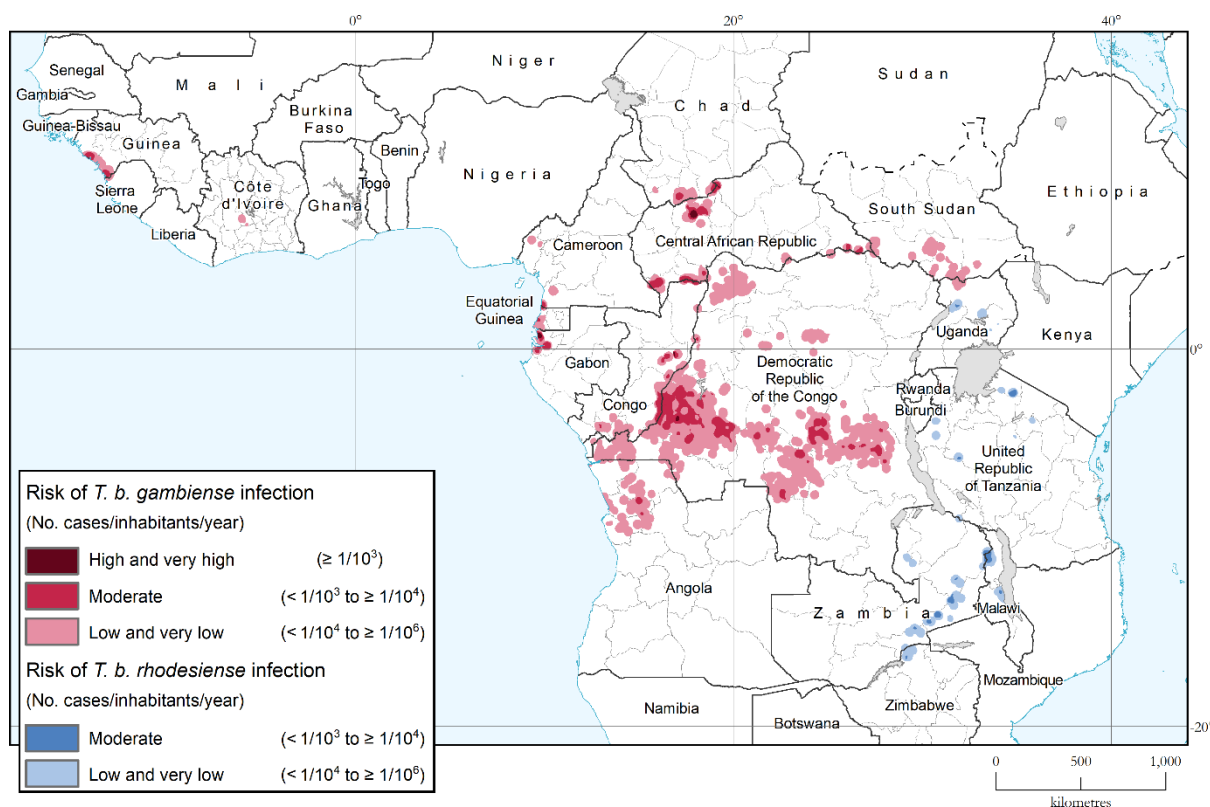 0°
20°
40°
Senegal
Mali
Niger
Sudan
Gambia
Chad
Burkina
Faso
Guinea-Bissau
Guinea
Benin
Nigeria
Ethiopia
Sierra
Leone
Côte
d'Ivoire
Ghana
Togo
South Sudan
Liberia
Cameroon
Central African Republic
Equatorial
Guinea
Uganda
Kenya
0°
Gabon
Democratic
Republic
of the Congo
Rwanda
Burundi
Congo
United
Republic
of Tanzania
Risk of T. b. gambiense infection
(No. cases/inhabitants/year)
High and very high (≥ 1/10³)
Moderate (< 1/10³ to ≥ 1/10⁴)
Low and very low (< 1/10⁴ to ≥ 1/10⁶)
Risk of T. b. rhodesiense infection
(No. cases/inhabitants/year)
Moderate (< 1/10³ to ≥ 1/10⁴)
Low and very low (< 1/10⁴ to ≥ 1/10⁶)
Angola
Zambia
Malawi
Mozambique
Namibia
Zimbabwe
Botswana
-20°
0 500 1,000
kilometres